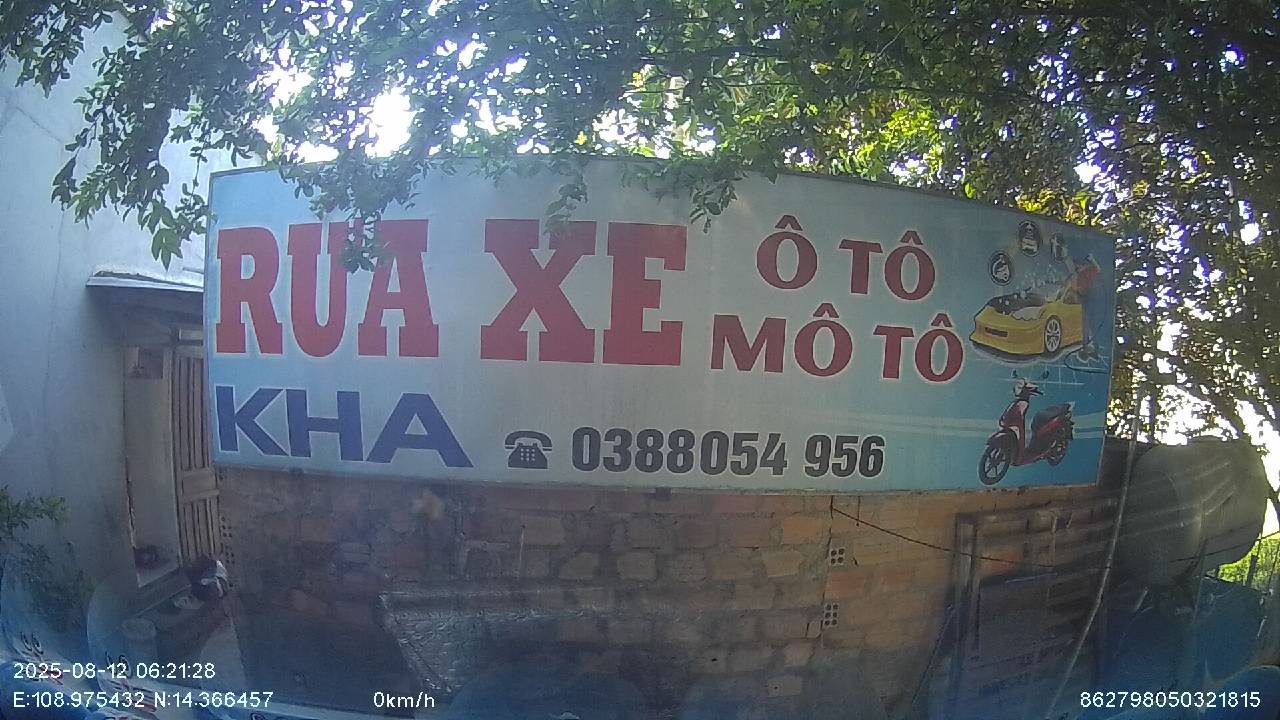 RỬA XE
Ô TÔ
MÔ TÔ
KHA
0388054 956
2025-08-12 06:21:28
E:108.975432 N:14.366457
0km/h
862798050321815